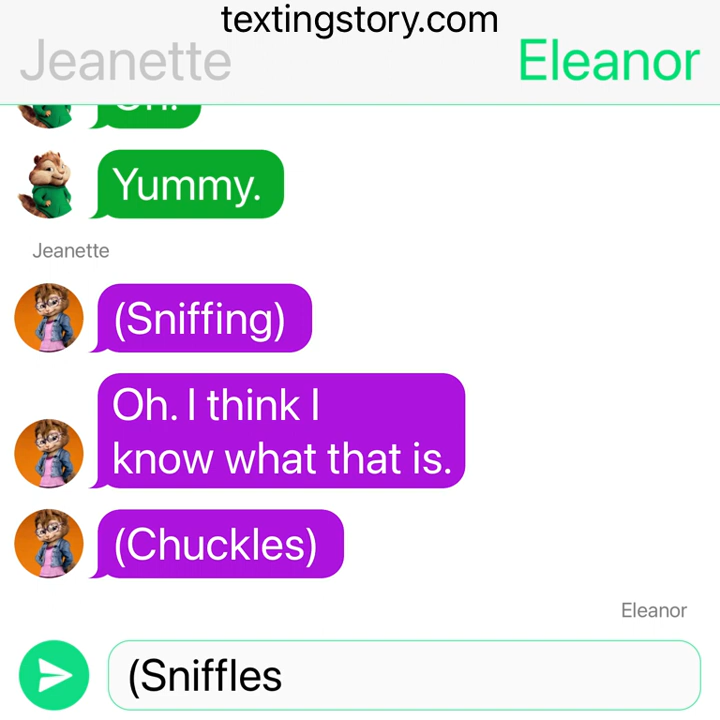 textingstory.com
Jeanette
Eleanor
Yummy.
Jeanette
(Sniffing)
Oh. I think I
know what that is.
(Chuckles)
Eleanor
(Sniffles